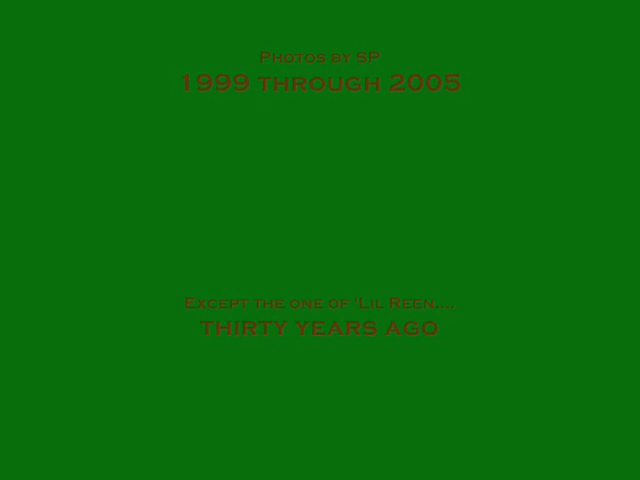 Photos by SP
1999 through 2005
Except the one of 'Lil Reen....
THIRTY YEARS AGO